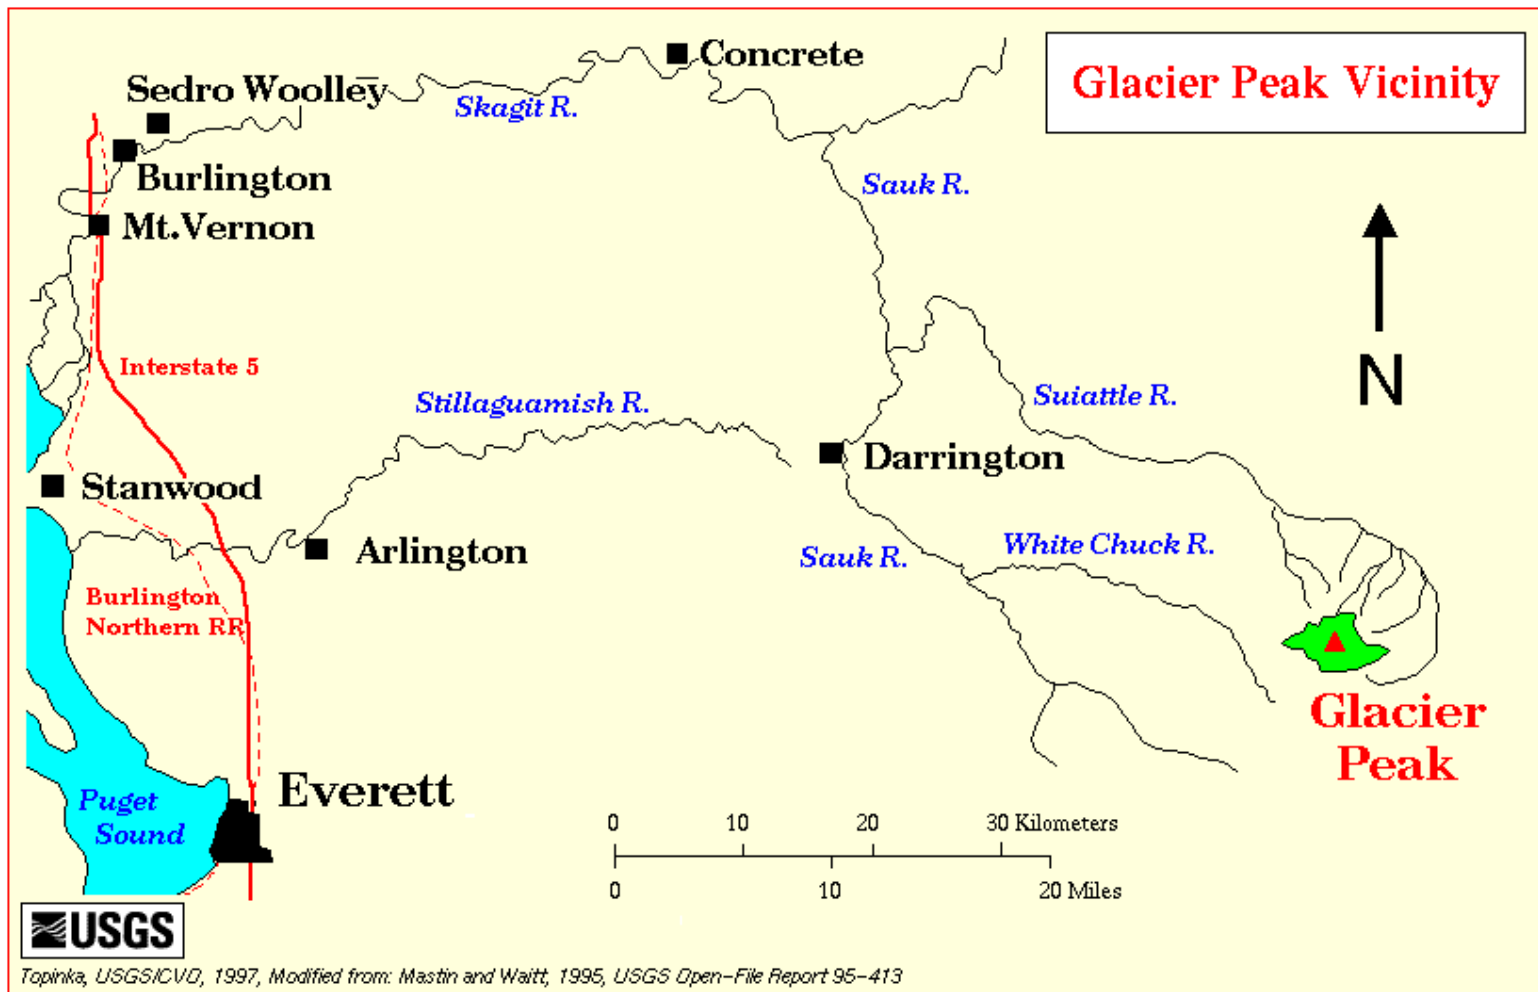 Concrete
Glacier Peak Vicinity
Sedro Woolley
Skagit R.
Burlington
Sauk R.
Mt.Vernon
N
Interstate 5
Stillaguamish R.
Suiattle R.
Darrington
Stanwood
Arlington
Sauk R.
White Chuck R.
Burlington
Northern RR
Glacier
Peak
Everett
Puget
Sound
0 10 20 30 Kilometers
0 10 20 Miles
USGS
Topinka, USGS/CVO, 1997, Modified from: Mastin and Waitt, 1995, USGS Open-File Report 95-413